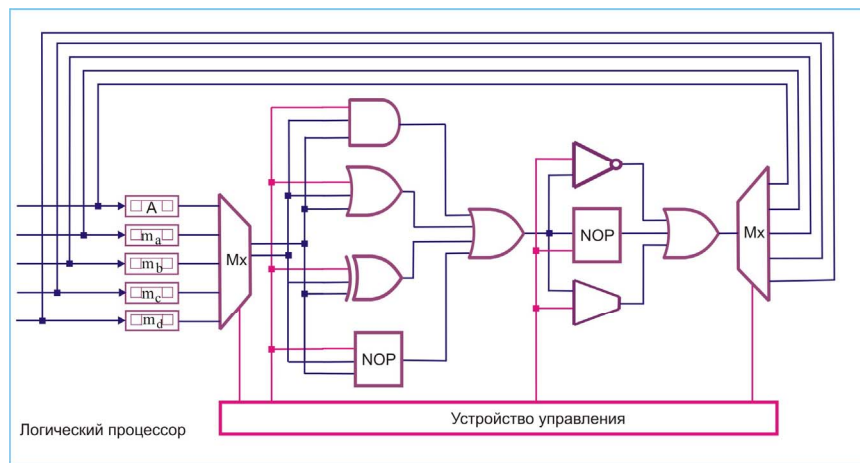 A
ma
mb
mc
md
Mx
NOP
NOP
Mx
Логический процессор
Устройство управления